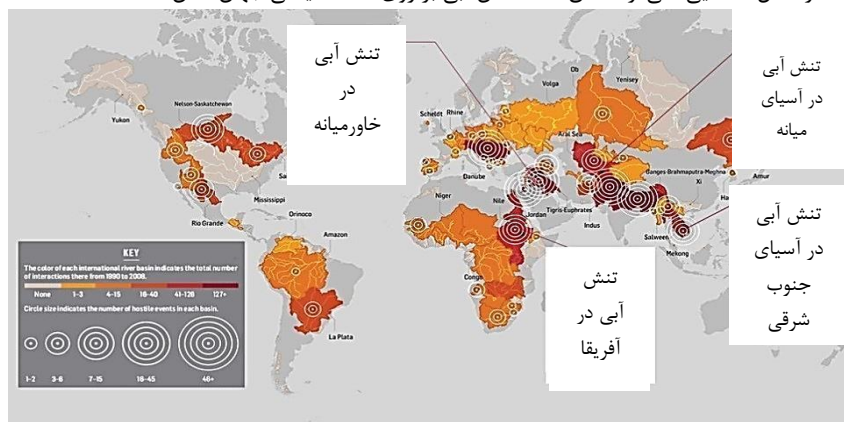 تنش آبی
در
خاورمیانه
تنش آبی
در آسیای
میانه
تنش آبی
در آسیای
جنوب
شرقی
تنش
آبی در
آفریقا
Yukon
Nelson-Saskatchewan
Mississippi
Rio Grande
Orinoco
Amazon
La Plata
Scheldt
Rhine
Volga
Ob
Yenisey
Aral Sea
Danube
Niger
Nile
Jordan
Tigris-Euphrates
Indus
Ganges-Brahmaputra-Meghna
Xi
Amur
Salween
Mekong
Congo
KEY
The color of each international river basin indicates the total number
of interactions there from 1990 to 2008.
None 1-3 4-15 16-40 41-126 127+
Circle size indicates the number of hostile events in each basin.
1-2 3-6 7-15 16-45 46+